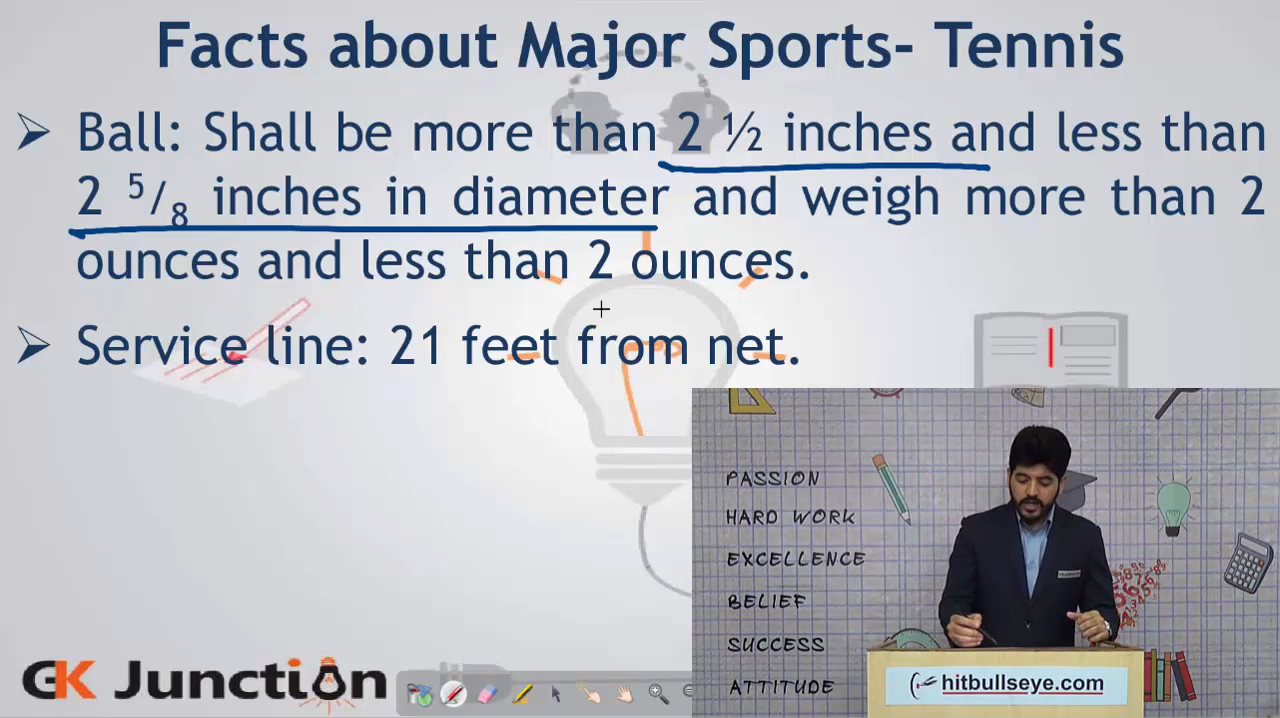 Facts about Major Sports- Tennis
➢ Ball: Shall be more than 2 ½ inches and less than
2 5/8 inches in diameter and weigh more than 2
ounces and less than 2 ounces.
➢ Service line: 21 feet from net.
PASSION
HARD WORK
EXCELLENCE
BELIEF
SUCCESS
ATTITUDE
GK Junction
hitbullseye.com